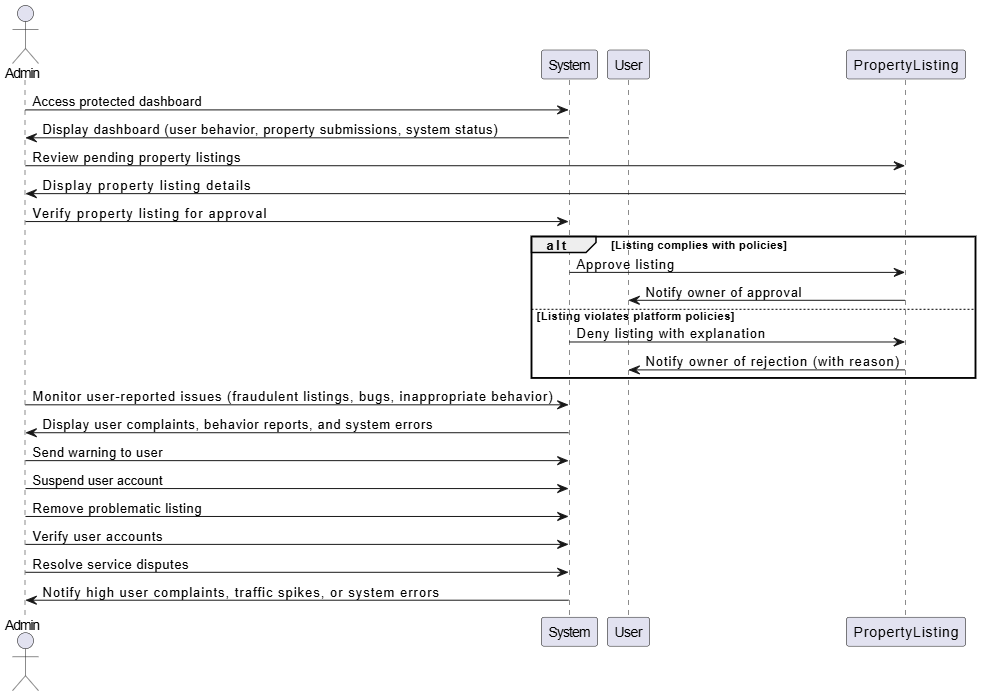 Admin
System
User
PropertyListing
Access protected dashboard
Display dashboard (user behavior, property submissions, system status)
Review pending property listings
Display property listing details
Verify property listing for approval
alt
[Listing complies with policies]
Approve listing
Notify owner of approval
[Listing violates platform policies]
Deny listing with explanation
Notify owner of rejection (with reason)
Monitor user-reported issues (fraudulent listings, bugs, inappropriate behavior)
Display user complaints, behavior reports, and system errors
Send warning to user
Suspend user account
Remove problematic listing
Verify user accounts
Resolve service disputes
Notify high user complaints, traffic spikes, or system errors
Admin
System
User
PropertyListing